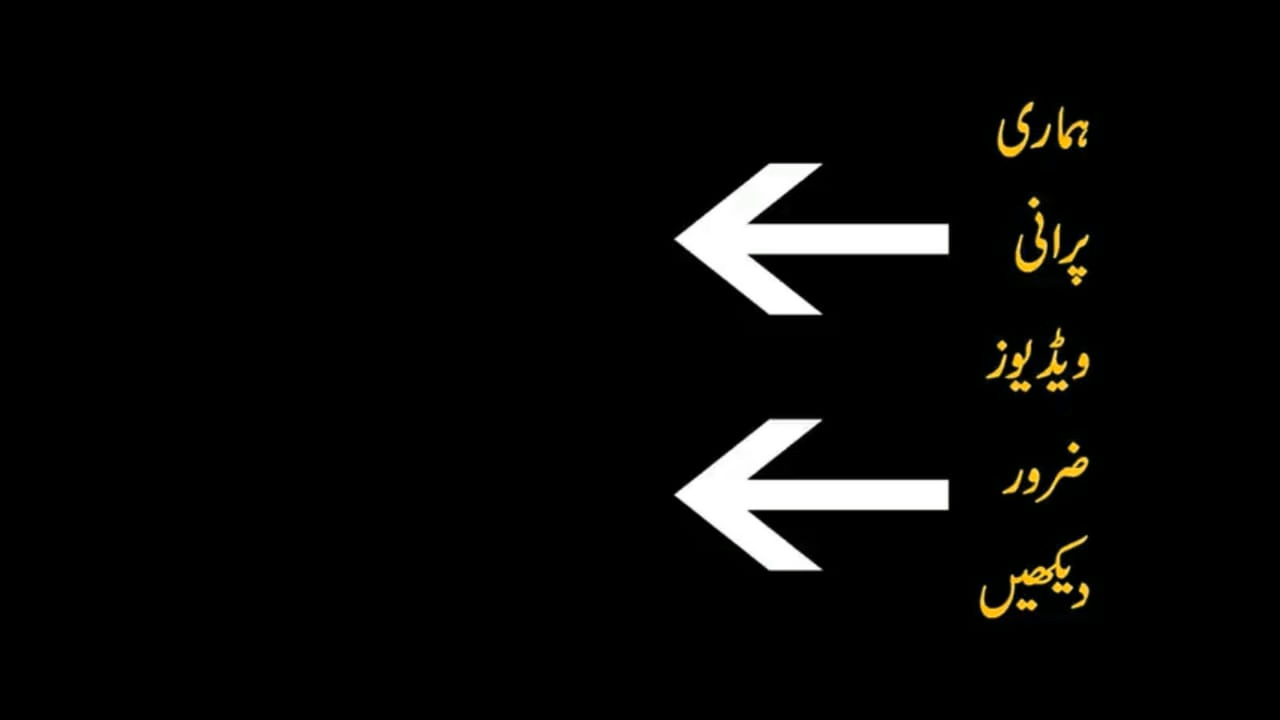 ہماری
پرانی
ویڈیوز
ضرور
دیکھیں